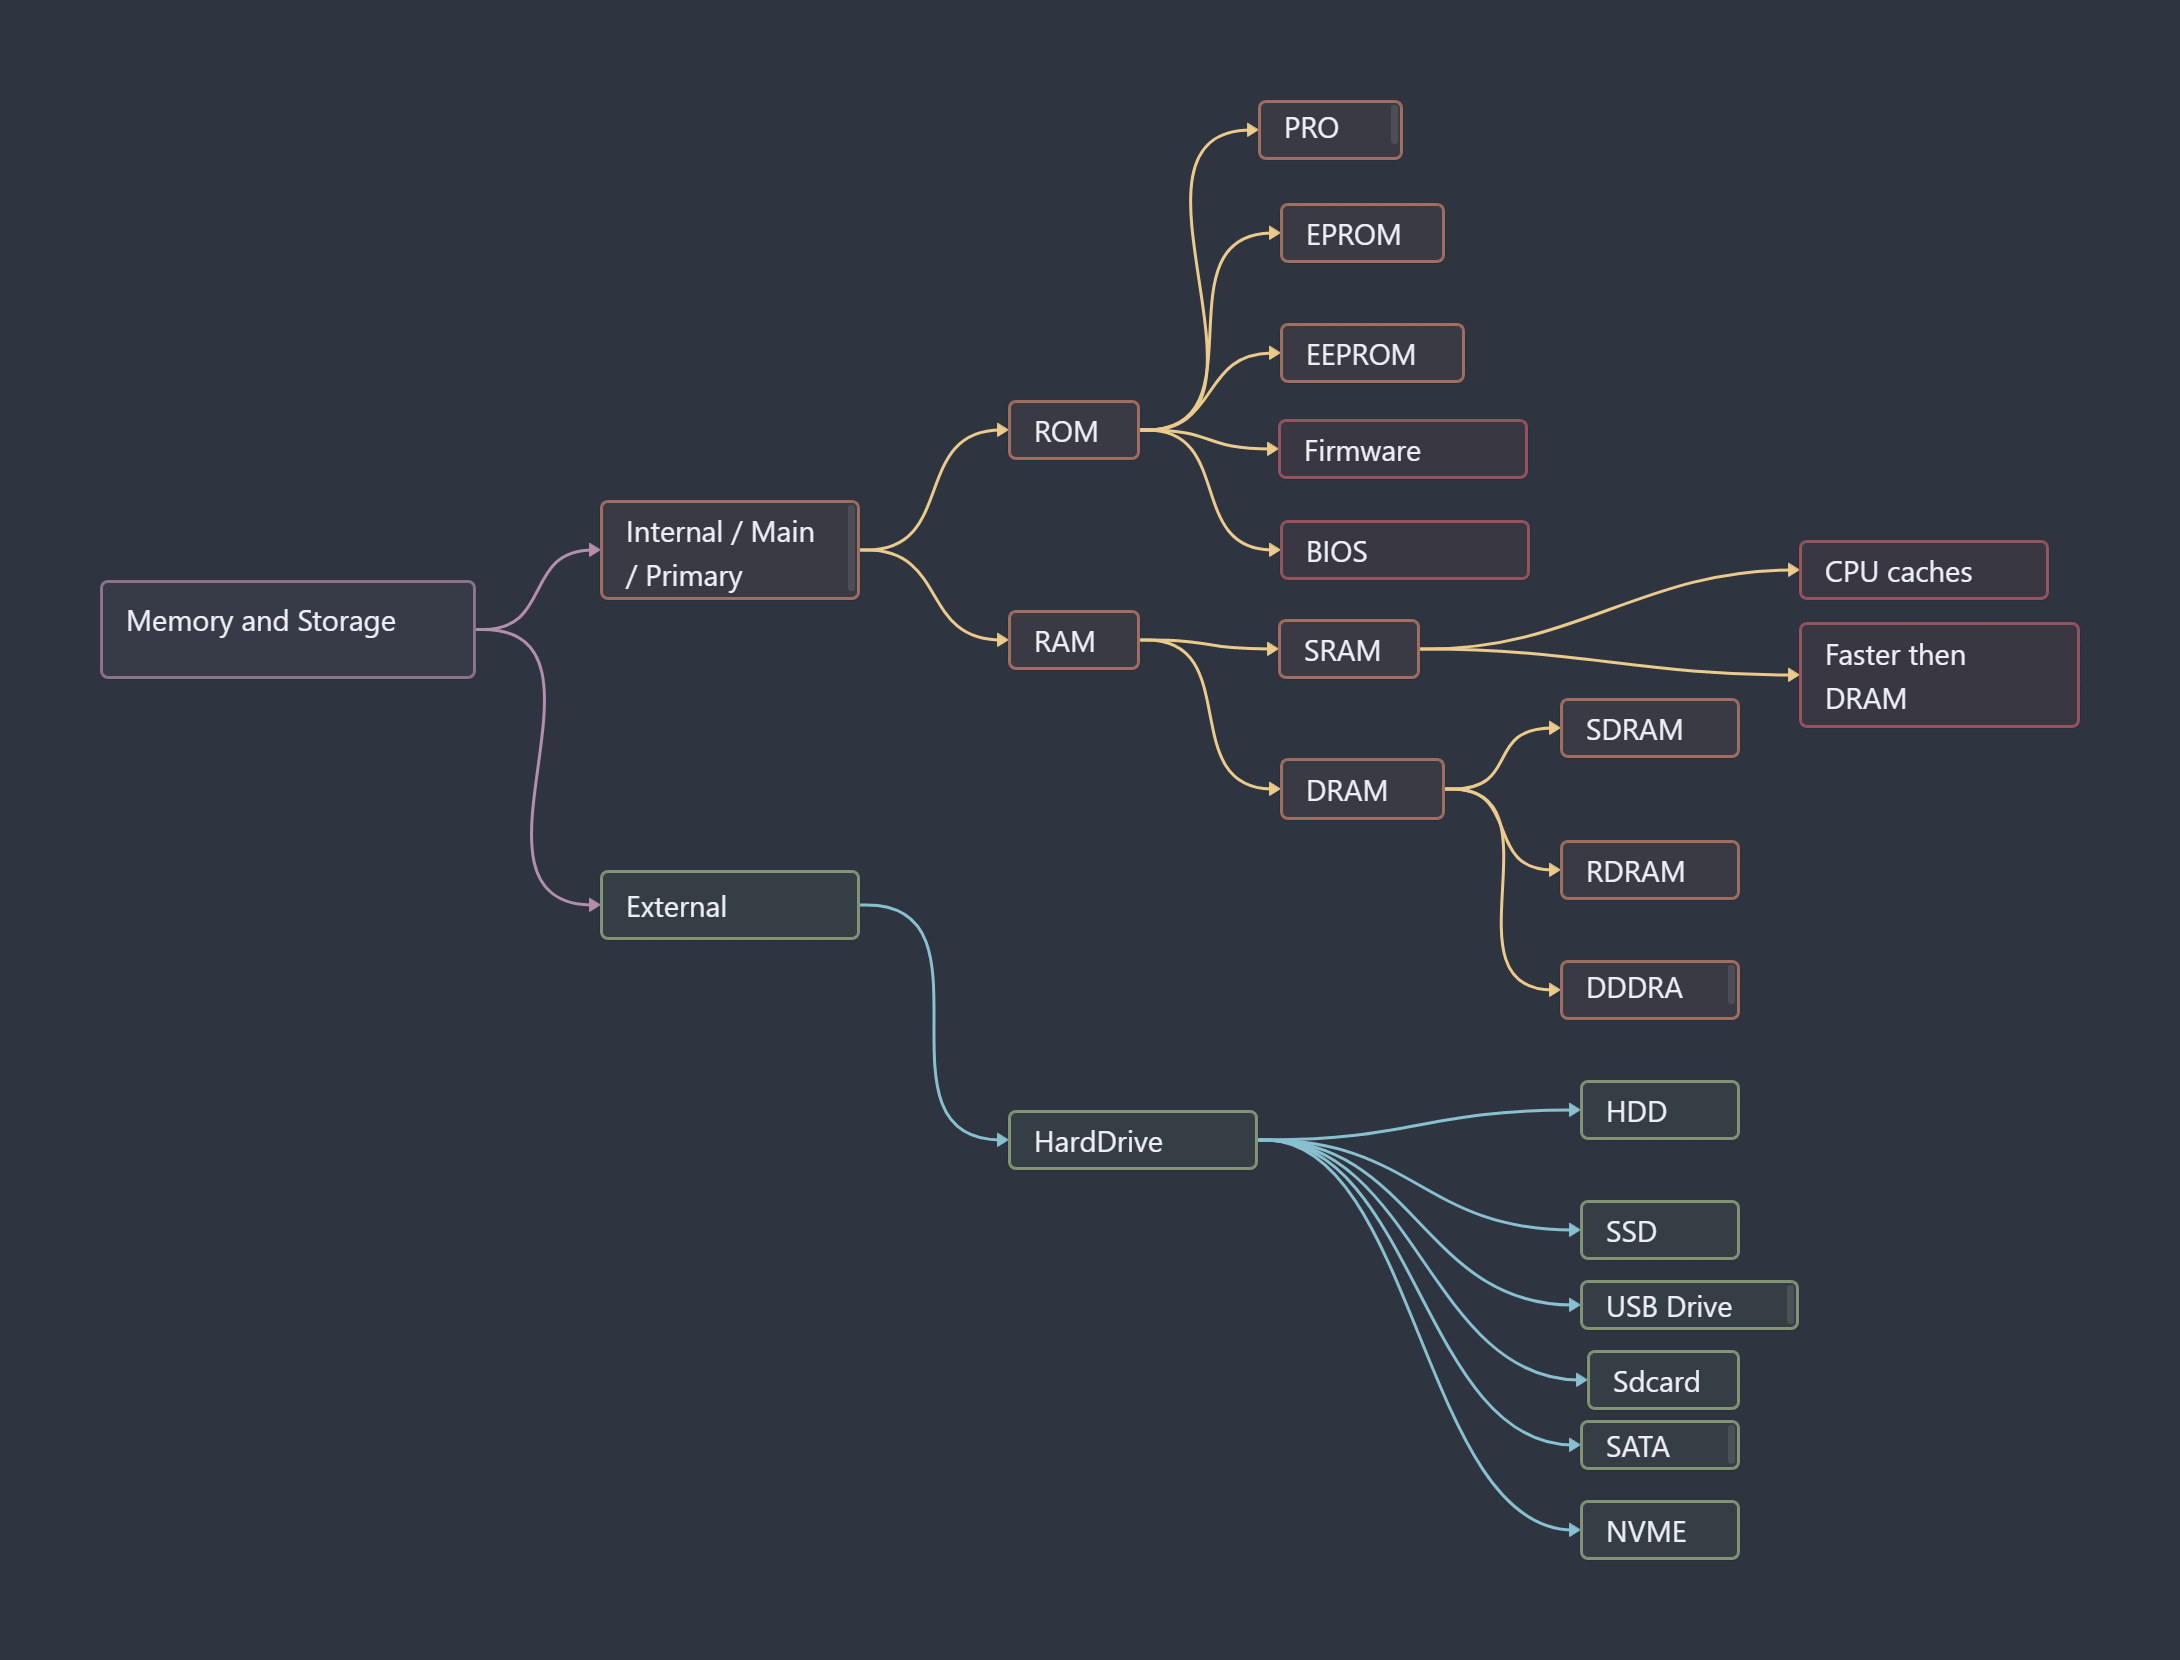 Memory and Storage
Internal / Main
/ Primary
External
ROM
RAM
HardDrive
PRO
EPROM
EEPROM
Firmware
BIOS
SRAM
DRAM
CPU caches
Faster then
DRAM
SDRAM
RDRAM
DDDRA
HDD
SSD
USB Drive
Sdcard
SATA
NVME